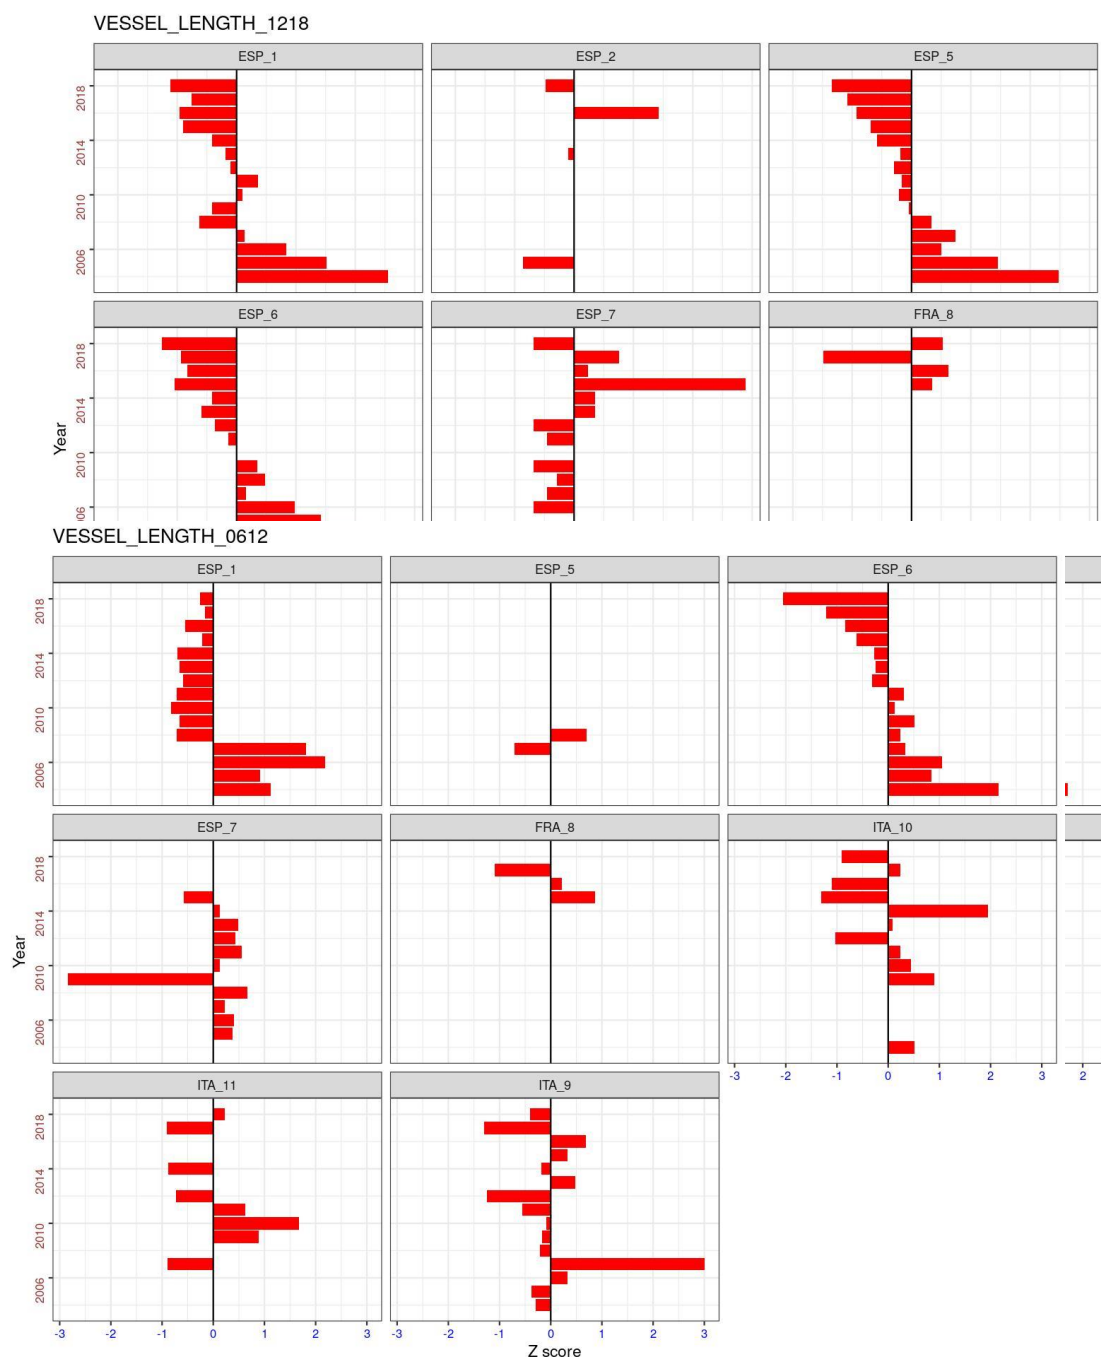 VESSEL_LENGTH_1218
ESP_1 ESP_2 ESP_5
2018
2014
2010
2006
ESP_6 ESP_7 FRA_8
2018
2014
2010
06
Year
VESSEL_LENGTH_0612
ESP_1 ESP_5 ESP_6
2018
2014
2010
2006
ESP_7 FRA_8 ITA_10
2018
2014
2010
2006
Year
-3 -2 -1 0 1 2 3 2
ITA_11 ITA_9
2018
2014
2010
2006
-3 -2 -1 0 1 2 3 -3 -2 -1 0 1 2 3
Z score